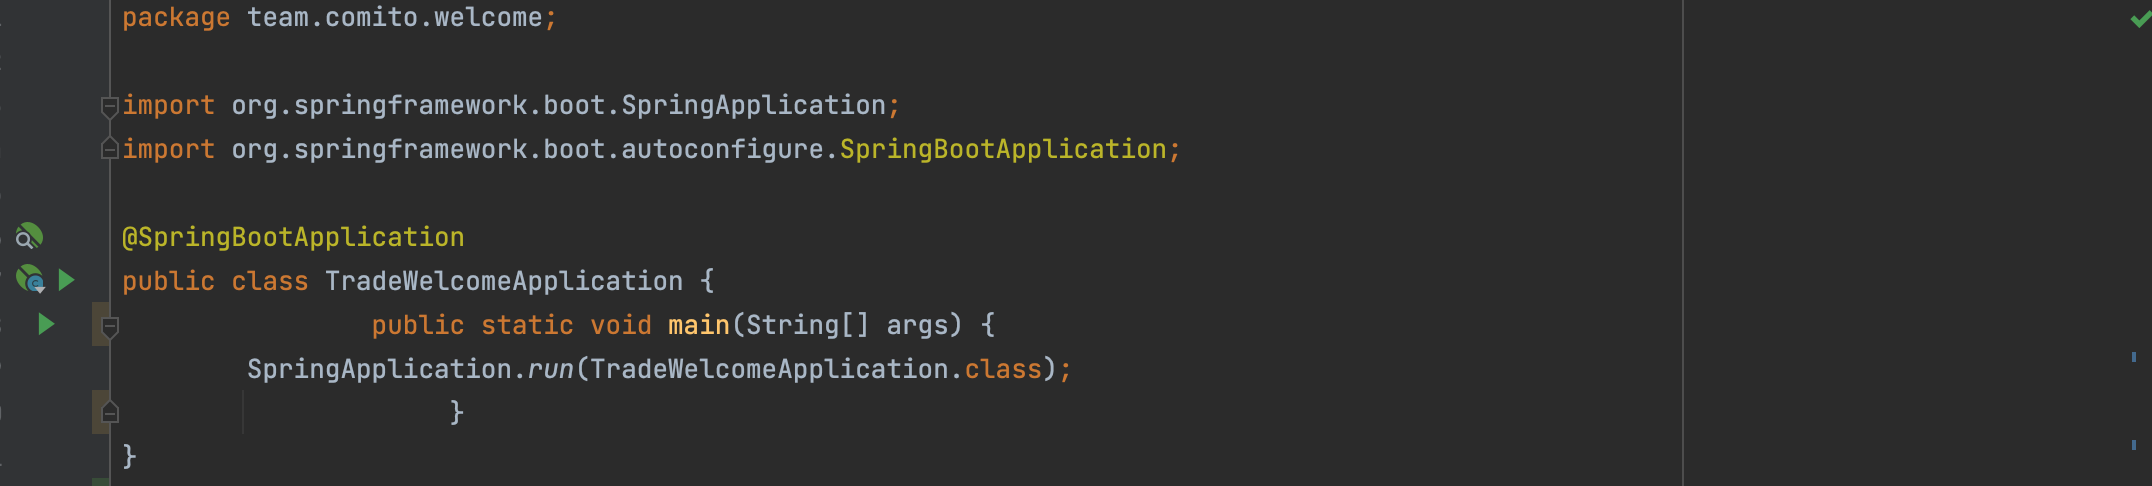 package team.comito.welcome;
import org.springframework.boot.SpringApplication;
import org.springframework.boot.autoconfigure.SpringBootApplication;
@SpringBootApplication
public class TradeWelcomeApplication {
public static void main(String[] args) {
SpringApplication.run(TradeWelcomeApplication.class);
}
}